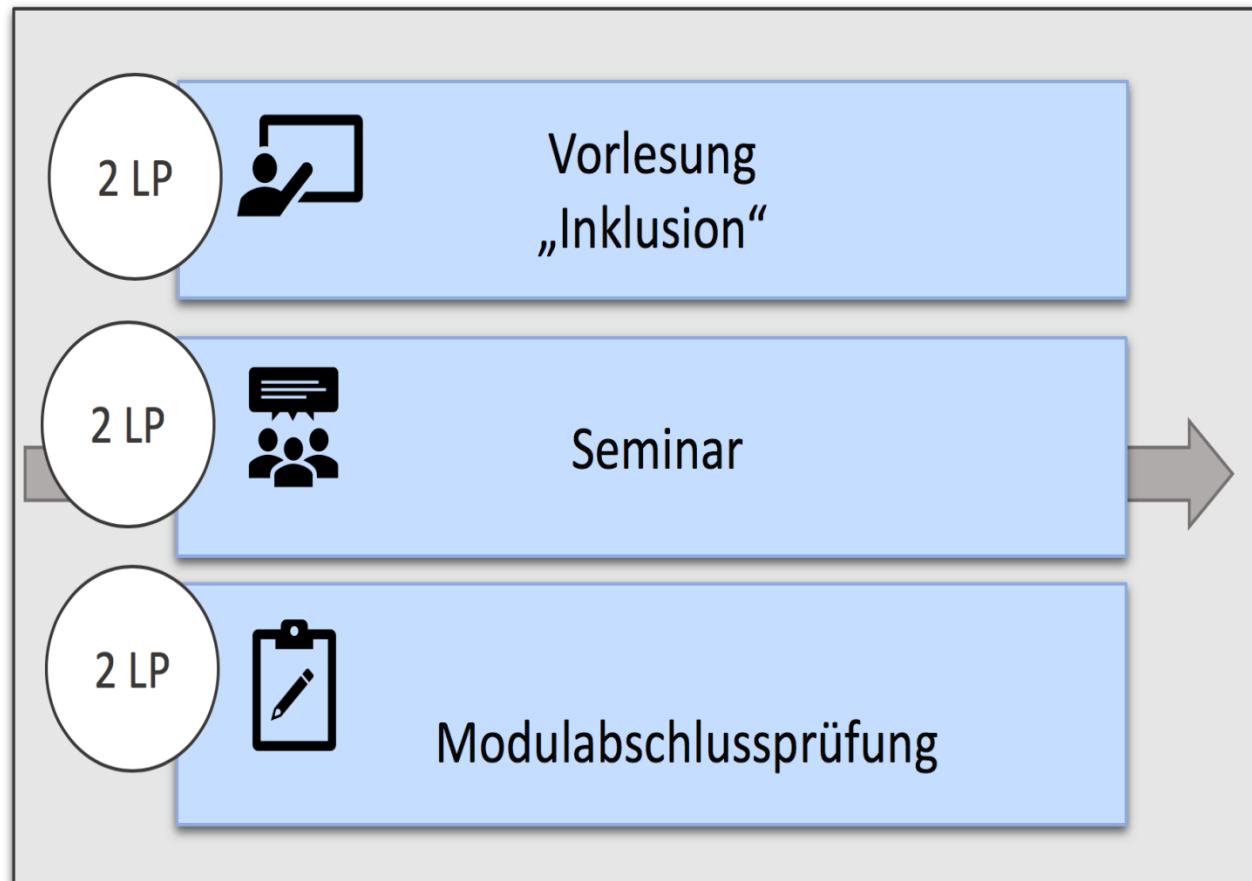 2 LP
Vorlesung
„Inklusion“
2 LP
Seminar
2 LP
Modulabschlussprüfung